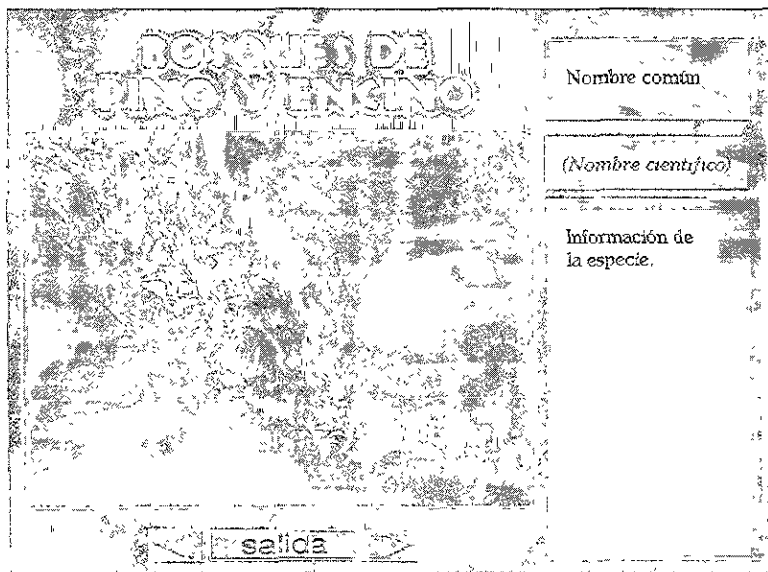 BOSQUES DE
PINO Y ENCINO
Nombre común
(Nombre científico)
Información de
la especie.
salida